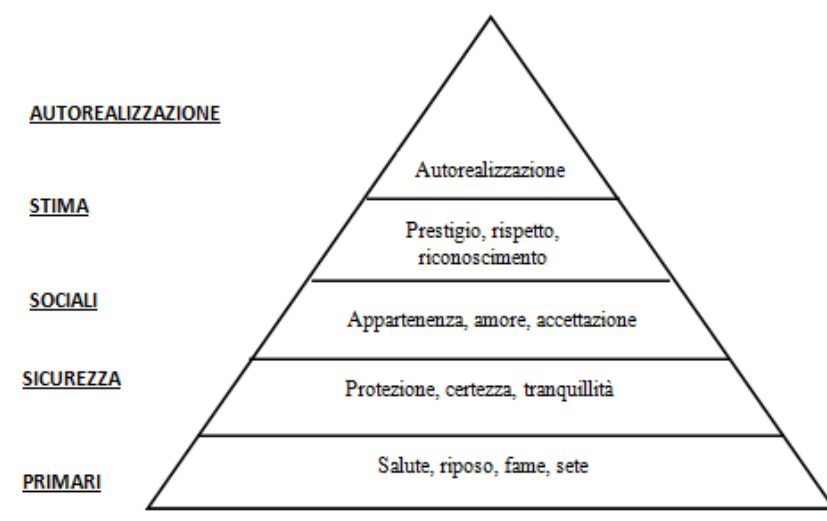 AUTOREALIZZAZIONE
Autorealizzazione
STIMA
Prestigio, rispetto,
riconoscimento
SOCIALI
Appartenenza, amore, accettazione
SICUREZZA
Protezione, certezza, tranquillità
PRIMARI
Salute, riposo, fame, sete